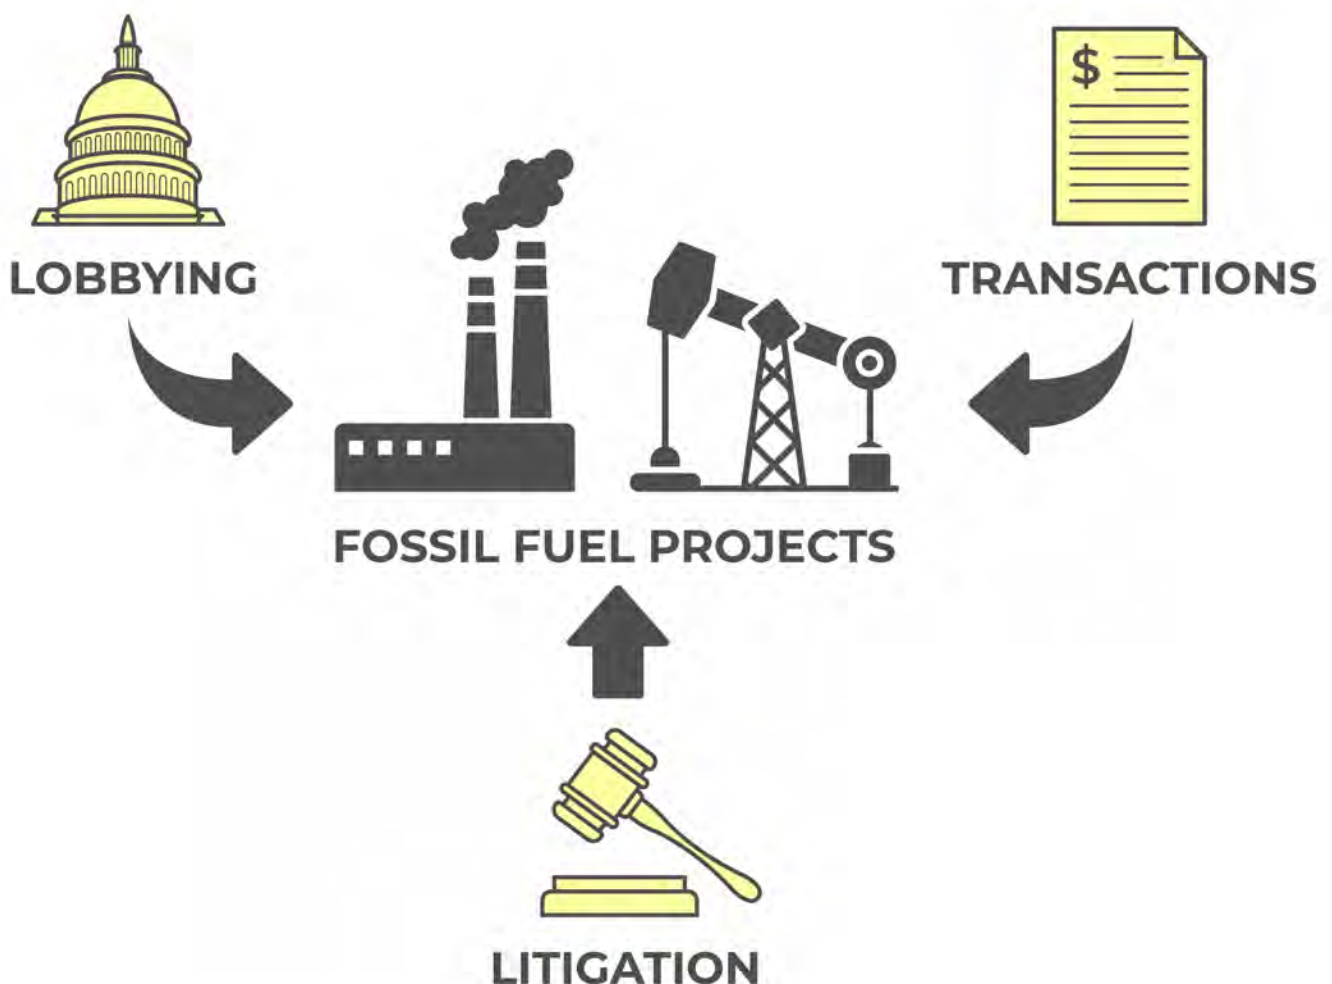 $
LOBBYING
TRANSACTIONS
FOSSIL FUEL PROJECTS
LITIGATION